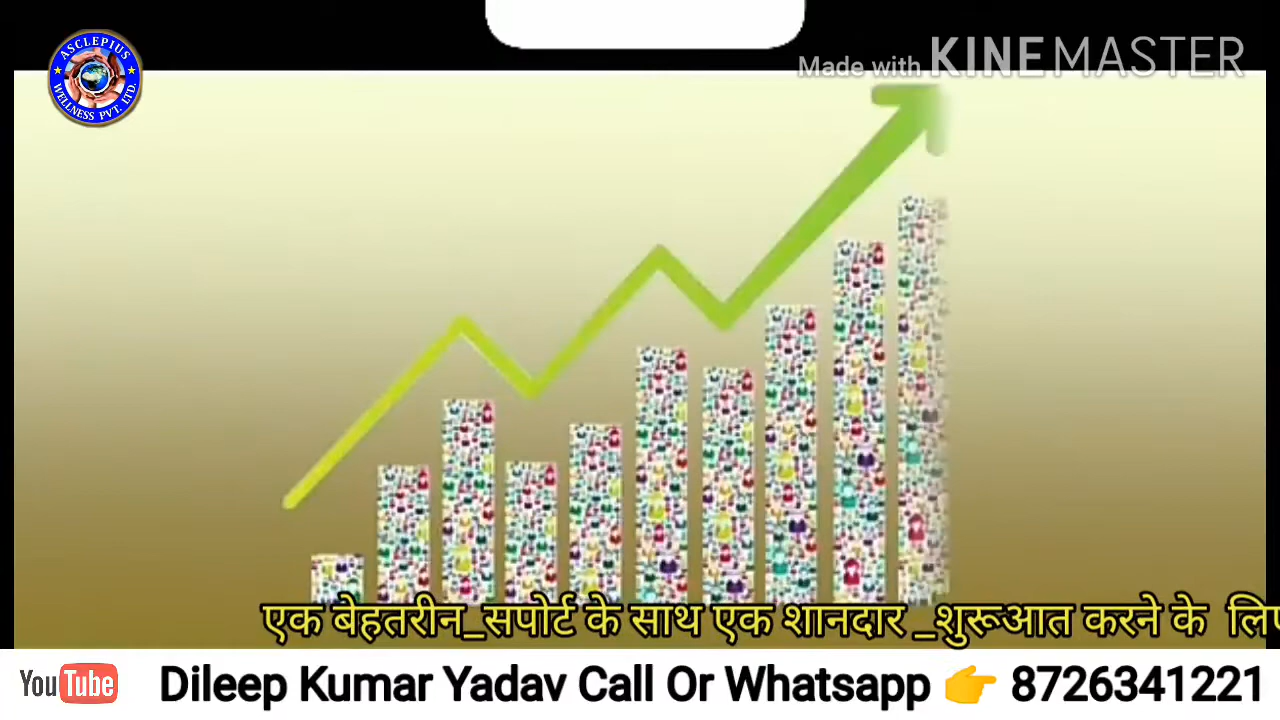 ASCLEPIUS
WELLNESS PVT. LTD.
Made with KINEMASTER
एक बेहतरीन_सपोर्ट के साथ एक शानदार _शुरूआत करने के
YouTube Dileep Kumar Yadav Call Or Whatsapp 👉 8726341221